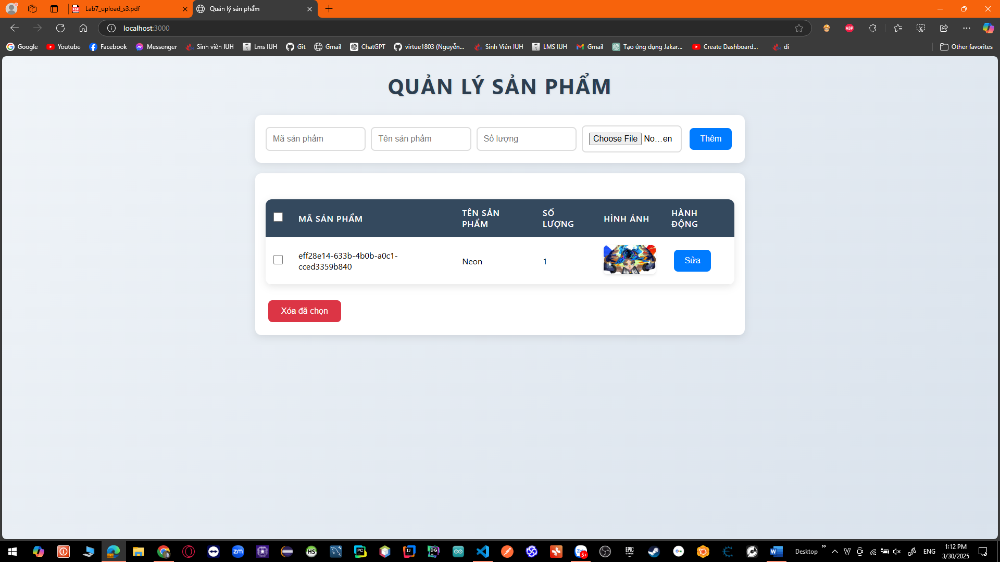 Lab7_upload_s3.pdf
Quản lý sản phẩm
localhost:3000
Google
Youtube
Facebook
Messenger
Sinh viên IUH
Lms IUH
Git
Gmail
ChatGPT
virtue1803 (Nguyễn...
Sinh Viên IUH
LMS IUH
Gmail
Tạo ứng dụng Jakar...
Create Dashboard...
di
Other favorites
QUẢN LÝ SẢN PHẨM
Mã sản phẩm
Tên sản phẩm
Số lượng
Choose File No...en
Thêm
MÃ SẢN PHẨM
TÊN SẢN
PHẨM
SỐ
LƯỢNG
HÌNH ẢNH
HÀNH
ĐỘNG
eff28e14-633b-4b0b-a0c1-
cced3359b840
Neon
1
Sửa
Xóa đã chọn
Desktop
ENG
1:12 PM
3/30/2025